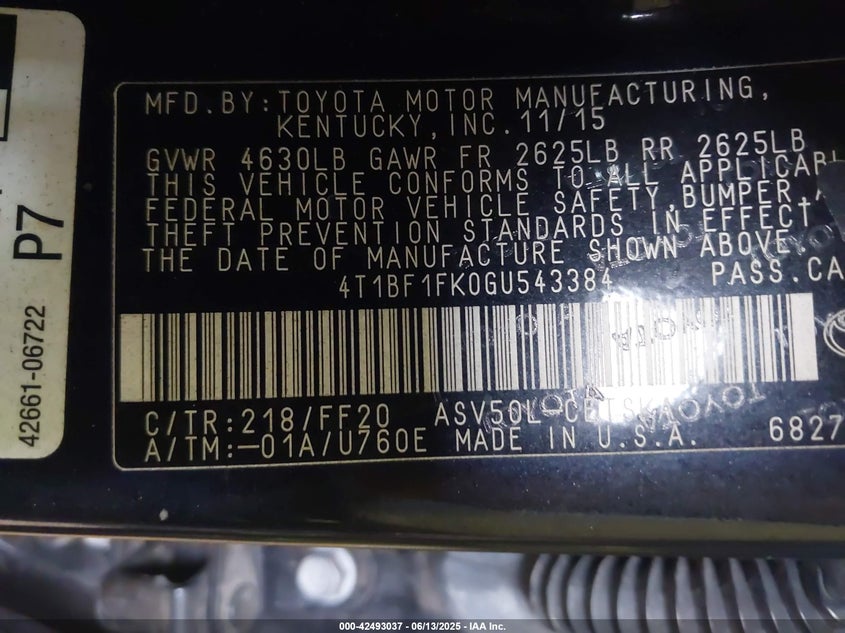 MFD.BY:TOYOTA MOTOR MANUFACTURING,
KENTUCKY,INC.11/15
GVWR 4630LB GAWR FR 2625LB RR 2625LB
THIS VEHICLE CONFORMS TO ALL APPLICABL
FEDERAL MOTOR VEHICLE SAFETY,BUMPER,A
THEFT PREVENTION STANDARDS IN EFFECT
THE DATE OF MANUFACTURE SHOWN ABOVE.
4T1BF1FK0GU543384 PASS.CA
C/TR:218/FF20 ASV50L-CETSKA
A/TM:-01A/U760E MADE IN U.S.A. 6827
TOYOTA
42661-06722
P7
000-42493037 - 06/13/2025 - IAA Inc.